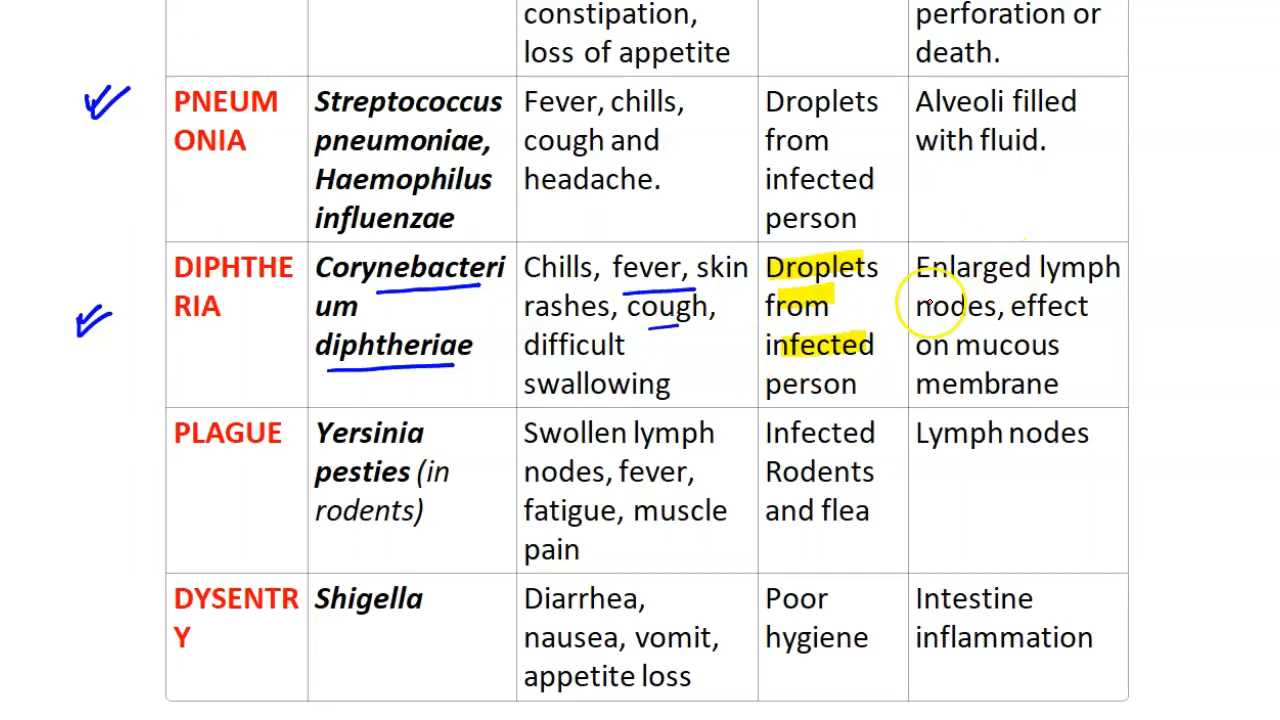 constipation,
loss of appetite
perforation or
death.
PNEUM
ONIA
Streptococcus
pneumoniae,
Haemophilus
influenzae
Fever, chills,
cough and
headache.
Droplets
from
infected
person
Alveoli filled
with fluid.
DIPHTHE
RIA
Corynebacteri
um
diphtheriae
Chills, fever, skin
rashes, cough,
difficult
swallowing
Droplets
from
infected
person
Enlarged lymph
nodes, effect
on mucous
membrane
PLAGUE
Yersinia
pesties (in
rodents)
Swollen lymph
nodes, fever,
fatigue, muscle
pain
Infected
Rodents
and flea
Lymph nodes
DYSENTR
Y
Shigella
Diarrhea,
nausea, vomit,
appetite loss
Poor
hygiene
Intestine
inflammation